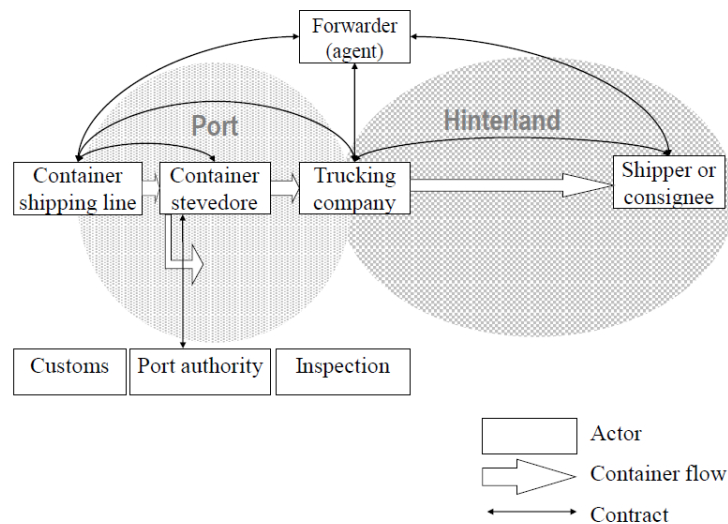 Forwarder
(agent)
Port
Hinterland
Container
shipping line
Container
stevedore
Trucking
company
Shipper or
consignee
Customs
Port authority
Inspection
Actor
Container flow
Contract